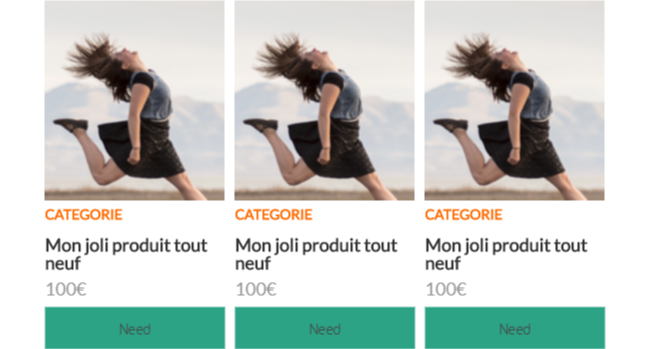 CATEGORIE CATEGORIE CATEGORIE
Mon joli produit tout Mon joli produit tout Mon joli produit tout
neuf neuf neuf
100€ 100€ 100€
Need Need Need